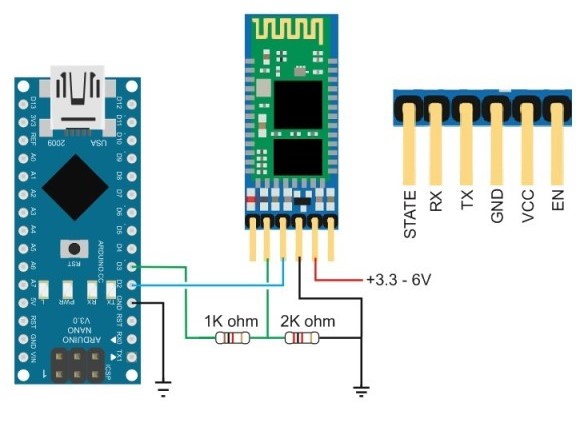 D13
3V3
REF
A0
A1
A2
A3
A4
A5
A6
A7
5V
RST
GND
VIN
D12
D11
D10
D9
D8
D7
D6
D5
D4
D3
D2
GND
RST
RX0
TX1
2009
USA
RST
ARDUINO.CC
L
PWR
RX
TX
ARDUINO
NANO
V3.0
ICSP
1
1K ohm
2K ohm
+3.3 - 6V
STATE
RX
TX
GND
VCC
EN